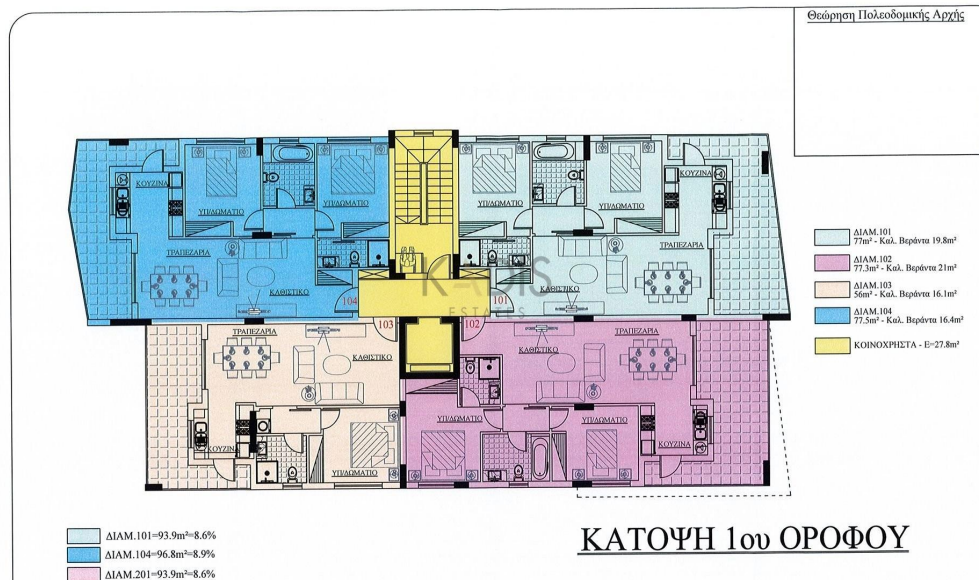 Θεώρηση Πολεοδομικής Αρχής
ΚΟΥΖΙΝΑ
ΥΠ/ΔΩΜΑΤΙΟ
ΥΠ/ΔΩΜΑΤΙΟ
ΥΠ/ΔΩΜΑΤΙΟ
ΥΠ/ΔΩΜΑΤΙΟ
ΚΟΥΖΙΝΑ
ΤΡΑΠΕΖΑΡΙΑ
ΤΡΑΠΕΖΑΡΙΑ
ΚΑΘΙΣΤΙΚΟ
ΚΑΘΙΣΤΙΚΟ
104
101
KADIS
ESTATES
103
102
ΤΡΑΠΕΖΑΡΙΑ
ΤΡΑΠΕΖΑΡΙΑ
ΚΑΘΙΣΤΙΚΟ
ΚΑΘΙΣΤΙΚΟ
ΥΠ/ΔΩΜΑΤΙΟ
ΥΠ/ΔΩΜΑΤΙΟ
ΚΟΥΖΙΝΑ
ΚΟΥΖΙΝΑ
ΥΠ/ΔΩΜΑΤΙΟ
ΔΙΑΜ.101
77m² - Καλ. Βεράντα 19.8m²
ΔΙΑΜ.102
77.3m² - Καλ. Βεράντα 21m²
ΔΙΑΜ.103
56m² - Καλ. Βεράντα 16.1m²
ΔΙΑΜ.104
77.5m² - Καλ. Βεράντα 16.4m²
ΚΟΙΝΟΧΡΗΣΤΑ - Ε=27.8m²
ΔΙΑΜ.101=93.9m²=8.6%
ΔΙΑΜ.104=96.8m²=8.9%
ΔΙΑΜ.201=93.9m²=8.6%
ΚΑΤΟΨΗ 1ου ΟΡΟΦΟΥ